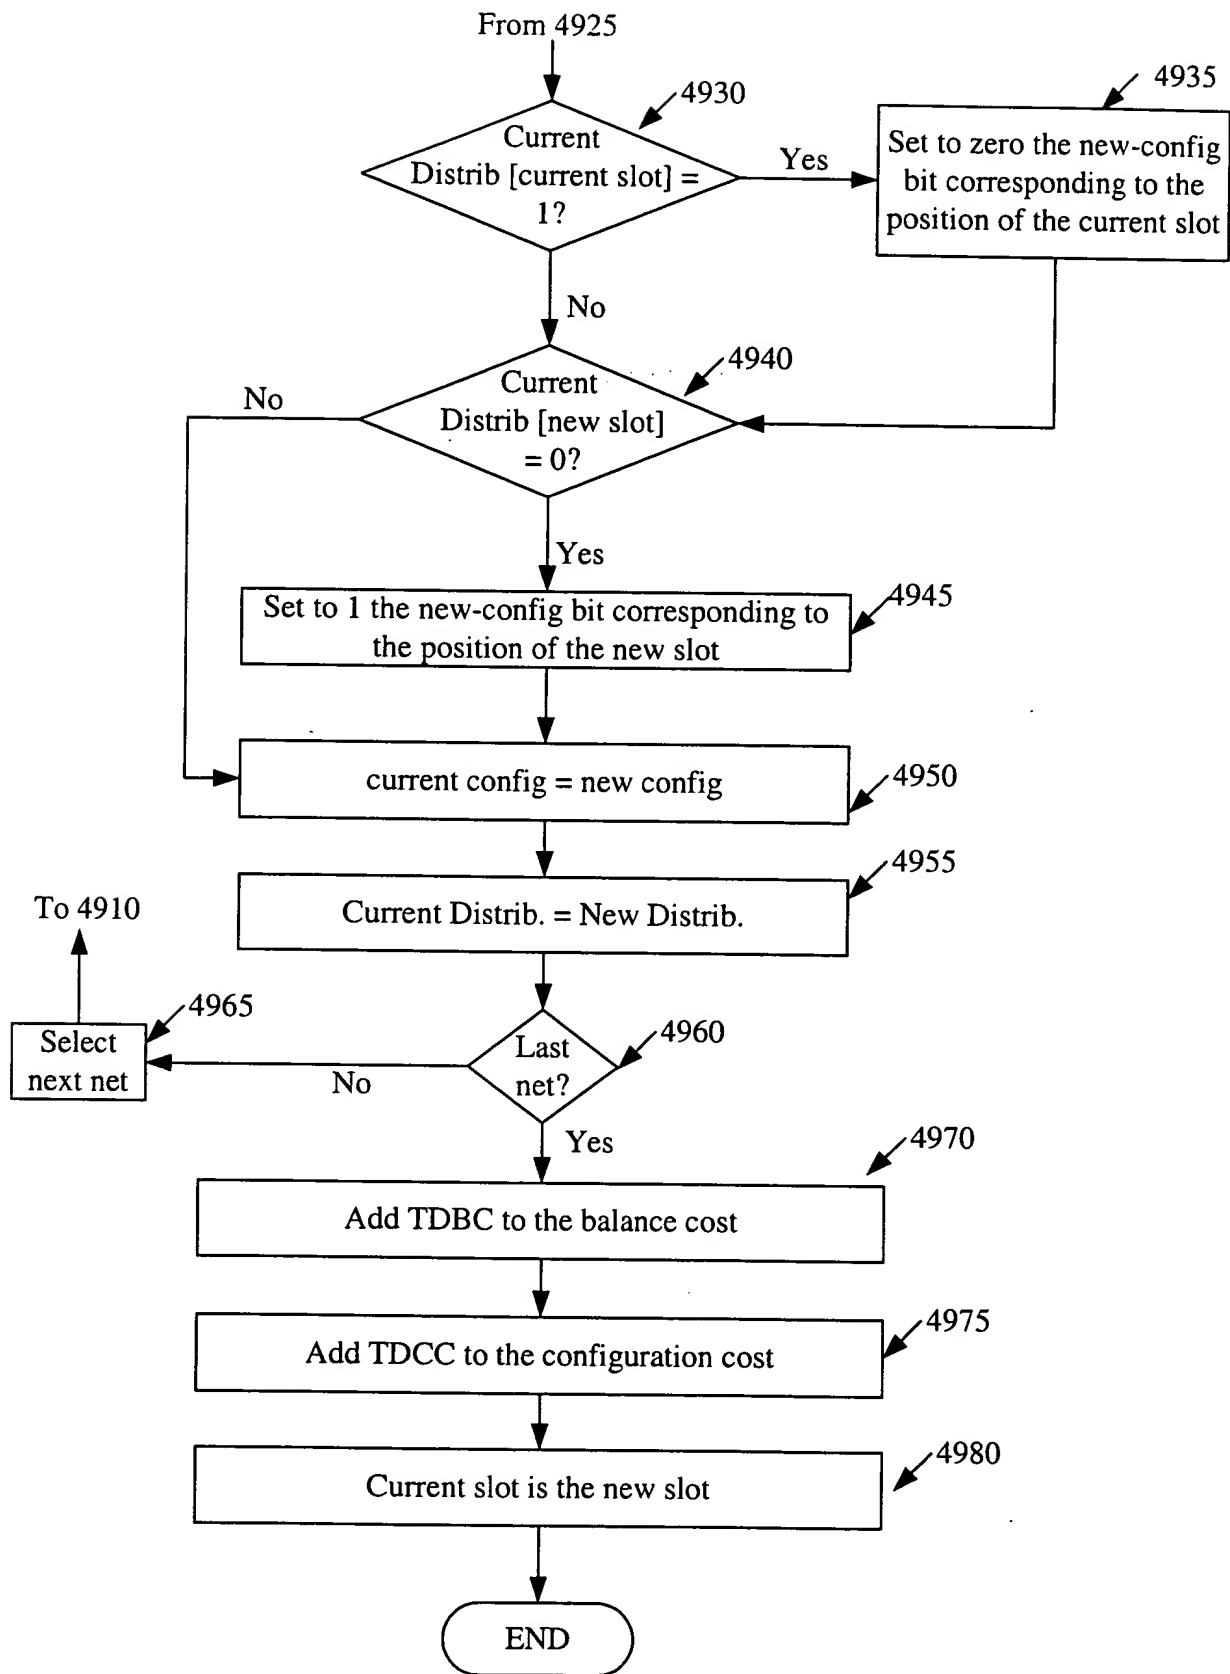 From 4925
4930
4935
Current
Distrib [current slot] =
1?
Yes
Set to zero the new-config
bit corresponding to the
position of the current slot
No
4940
Current
Distrib [new slot]
= 0?
No
Yes
4945
Set to 1 the new-config bit corresponding to
the position of the new slot
4950
current config = new config
4955
Current Distrib. = New Distrib.
To 4910
4965
Select
next net
4960
Last
net?
No
Yes
4970
Add TDBC to the balance cost
4975
Add TDCC to the configuration cost
4980
Current slot is the new slot
END